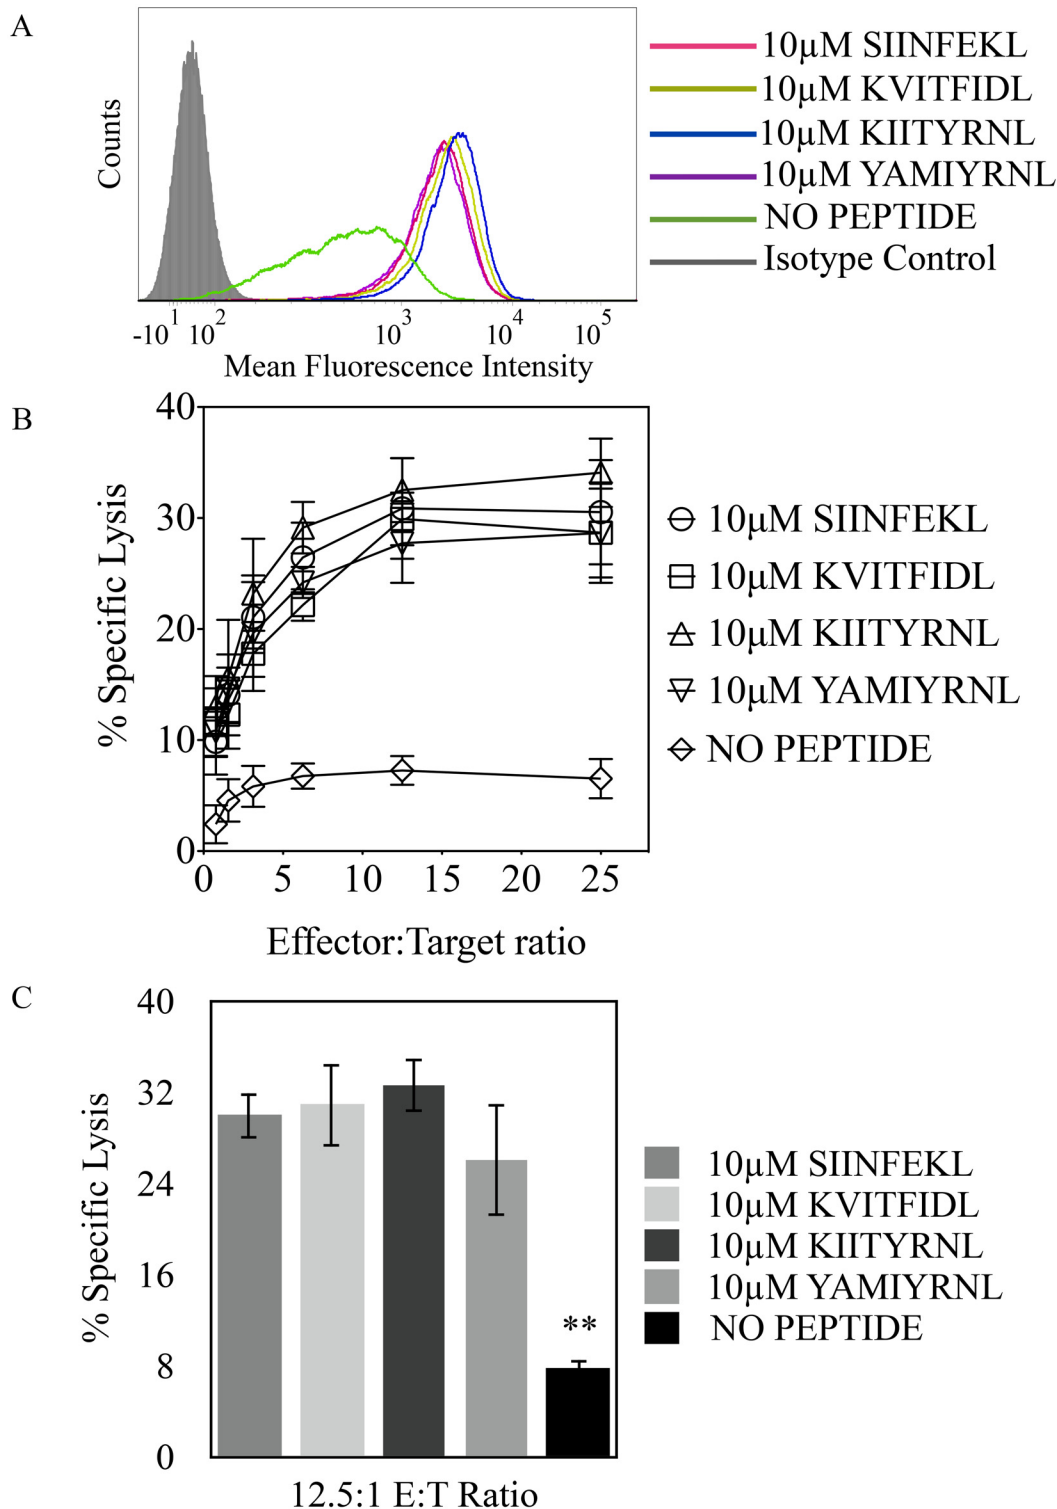 A
Counts
-10¹ 10² 10³ 10⁴ 10⁵
Mean Fluorescence Intensity
10µM SIINFEKL
10µM KVITFIDL
10µM KIITYRNL
10µM YAMIYRNL
NO PEPTIDE
Isotype Control
B
% Specific Lysis
40
30
20
10
0
0 5 10 15 20 25
Effector:Target ratio
10µM SIINFEKL
10µM KVITFIDL
10µM KIITYRNL
10µM YAMIYRNL
NO PEPTIDE
C
% Specific Lysis
40
32
24
16
8
0
**
12.5:1 E:T Ratio
10µM SIINFEKL
10µM KVITFIDL
10µM KIITYRNL
10µM YAMIYRNL
NO PEPTIDE